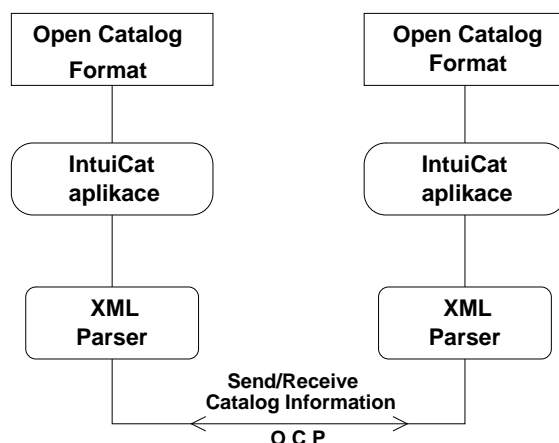 Open Catalog
Format
IntuiCat
aplikace
XML
Parser
Open Catalog
Format
IntuiCat
aplikace
XML
Parser
Send/Receive
Catalog Information
O C P